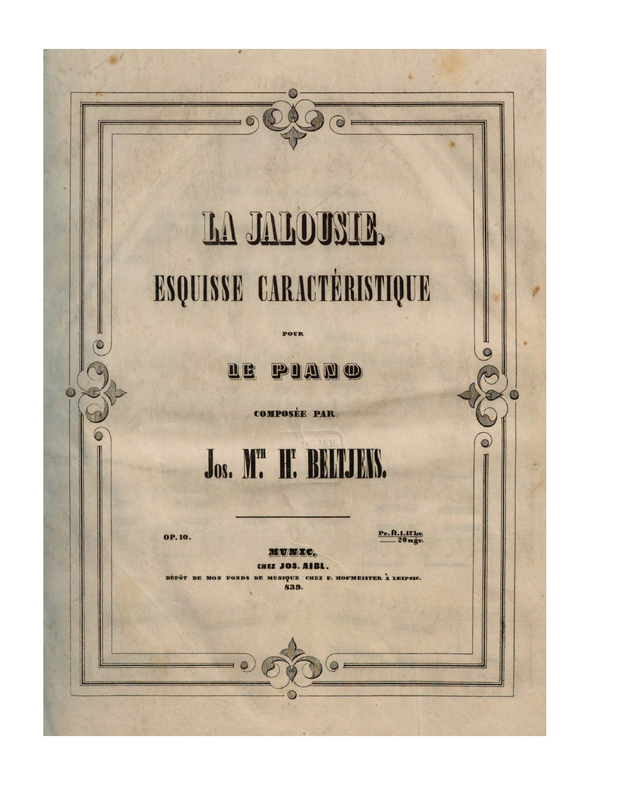 LA JALOUSIE.
ESQUISSE CARACTÉRISTIQUE
POUR
LE PIANO
COMPOSÉE PAR
Jos. MTH. HI. BELTJENS.
OP. 10.
Pr. fl. 1. 12 kr.
20 ngr.
MUNIC,
CHEZ JOS. AIBL.
DÉPÔT DE MON FONDS DE MUSIQUE CHEZ F. HOFMEISTER À LEIPSIC.
839.